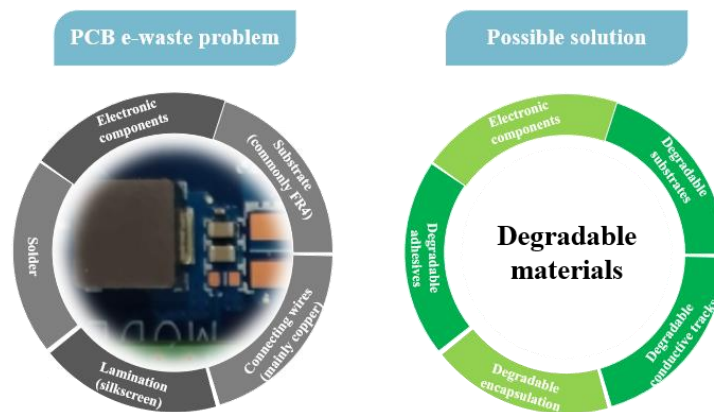 PCB e-waste problem
Possible solution
Electronic
components
Substrate
(commonly FR4)
Connecting wires
(mainly copper)
Lamination
(silkscreen)
Solder
MODE
Electronic
components
Degradable
substrates
Degradable
conductive tracks
Degradable
encapsulation
Degradable
adhesives
Degradable
materials